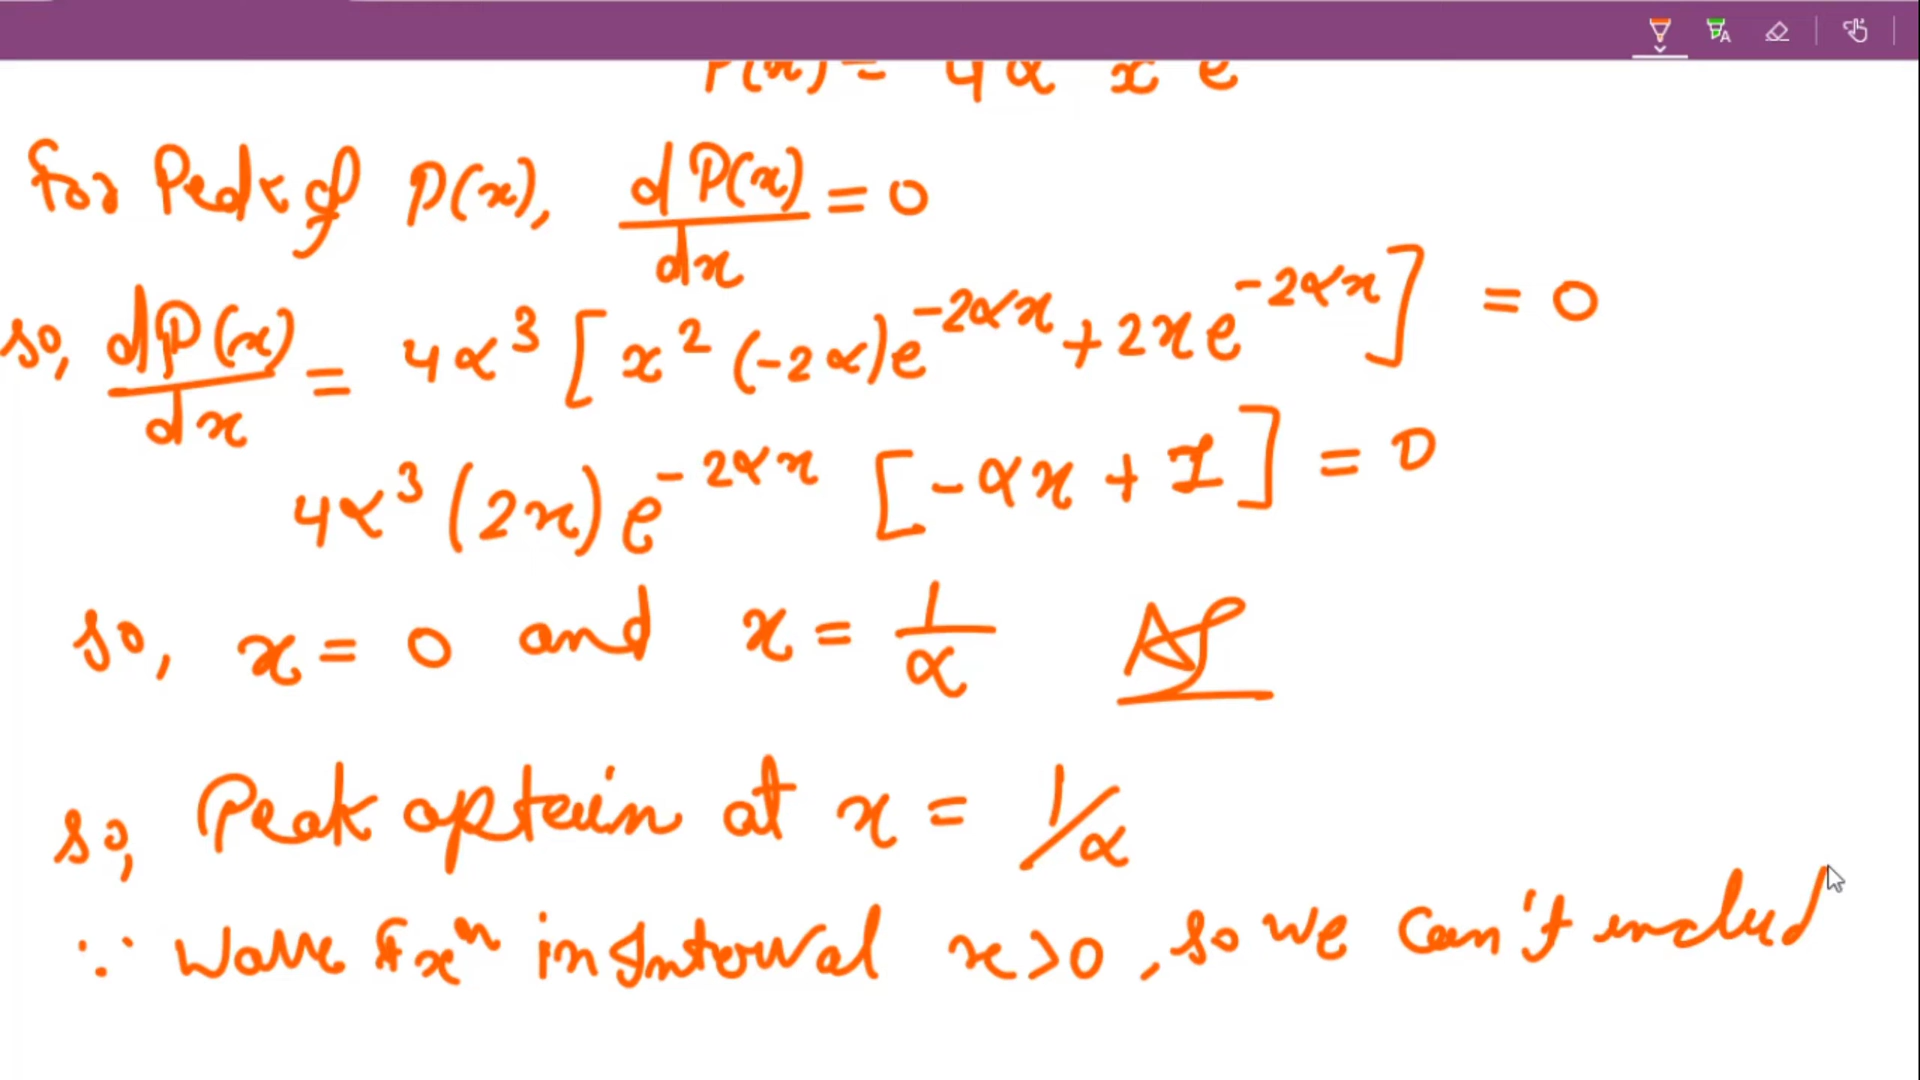 P(x) = 4α x e
for Peak of P(x), dP(x)/dx = 0
so, dP(x)/dx = 4α³ [x² (-2α)e^-2αx + 2xe^-2αx] = 0
4α³ (2x) e^-2αx [-αx + 1] = 0
so, x = 0 and x = 1/α
so, Peak optain at x = 1/α
∵ wave fxⁿ in Interval x>0, so we can't includ